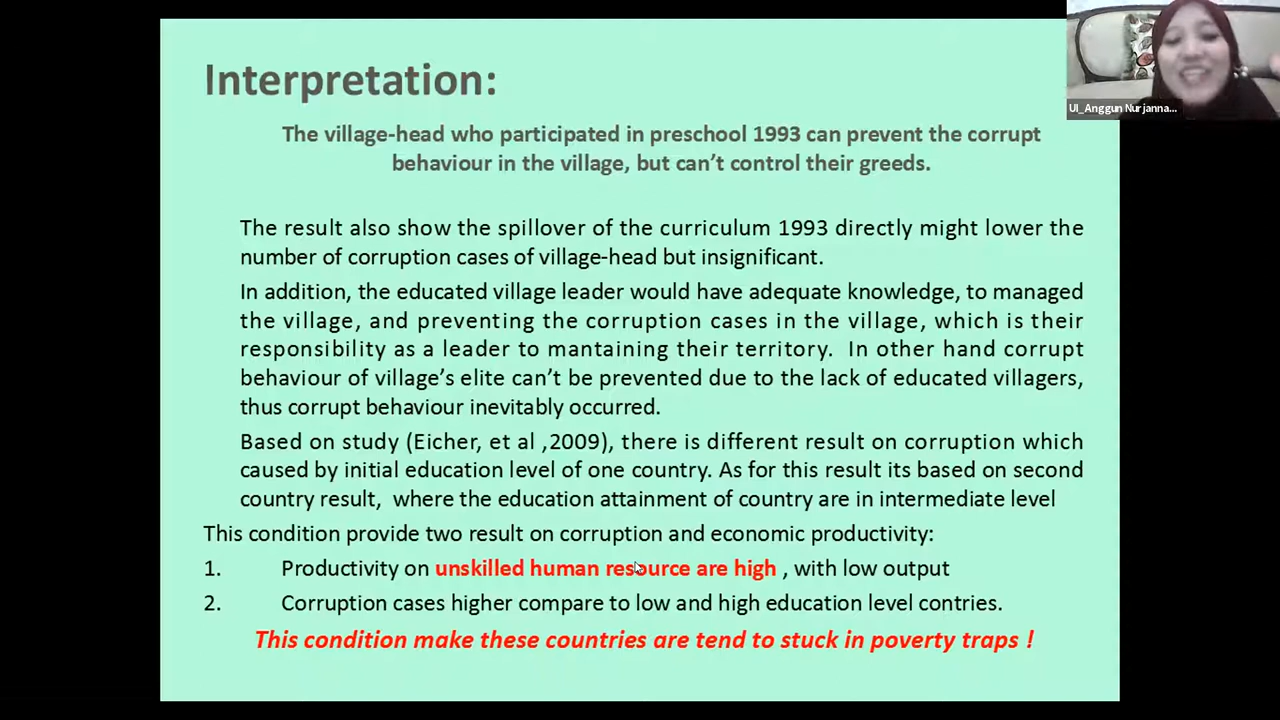 Interpretation:
UI_Anggun Nurjanna...
The village-head who participated in preschool 1993 can prevent the corrupt
behaviour in the village, but can't control their greeds.
The result also show the spillover of the curriculum 1993 directly might lower the
number of corruption cases of village-head but insignificant.
In addition, the educated village leader would have adequate knowledge, to managed
the village, and preventing the corruption cases in the village, which is their
responsibility as a leader to mantaining their territory. In other hand corrupt
behaviour of village's elite can't be prevented due to the lack of educated villagers,
thus corrupt behaviour inevitably occurred.
Based on study (Eicher, et al ,2009), there is different result on corruption which
caused by initial education level of one country. As for this result its based on second
country result, where the education attainment of country are in intermediate level
This condition provide two result on corruption and economic productivity:
1. Productivity on unskilled human resource are high , with low output
2. Corruption cases higher compare to low and high education level contries.
This condition make these countries are tend to stuck in poverty traps !